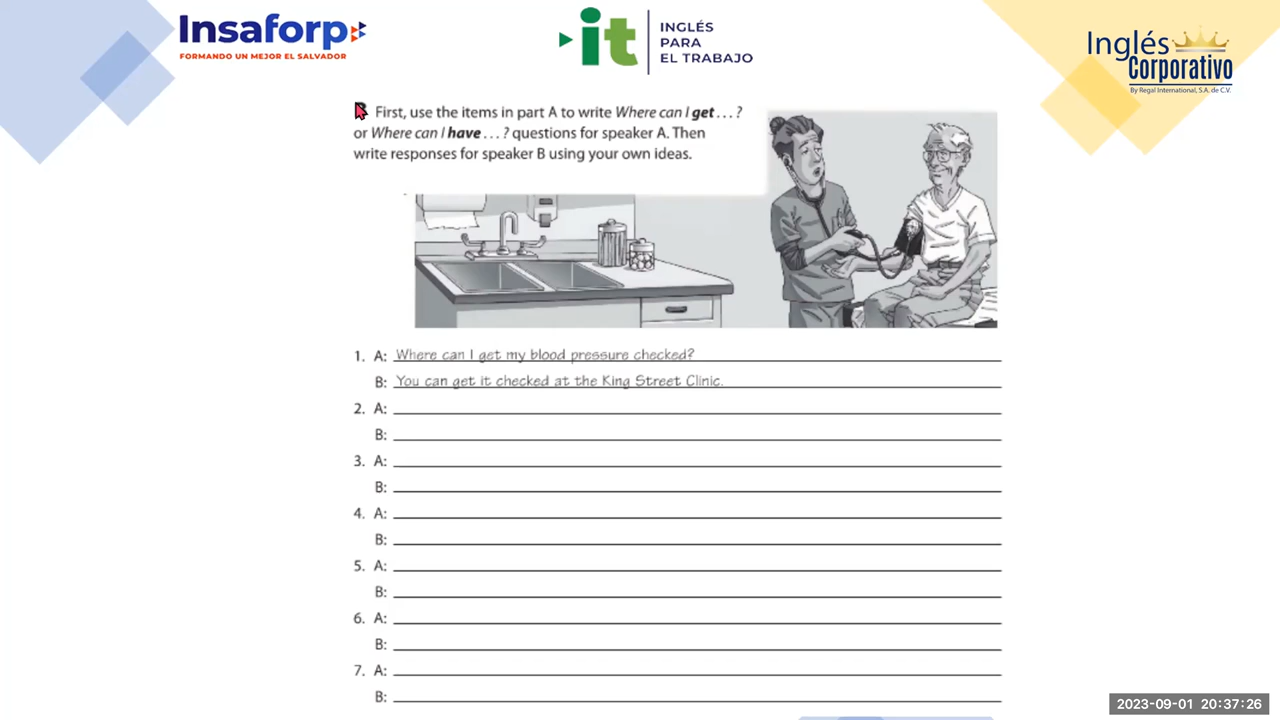 Insaforp
FORMANDO UN MEJOR EL SALVADOR
it
INGLÉS
PARA
EL TRABAJO
Inglés
Corporativo
By Regal International, S.A. de C.V.
B First, use the items in part A to write Where can I get . . . ?
or Where can I have . . . ? questions for speaker A. Then
write responses for speaker B using your own ideas.
1. A: Where can I get my blood pressure checked?
B: You can get it checked at the King Street Clinic.
2. A:
B:
3. A:
B:
4. A:
B:
5. A:
B:
6. A:
B:
7. A:
B:
2023-09-01 20:37:26